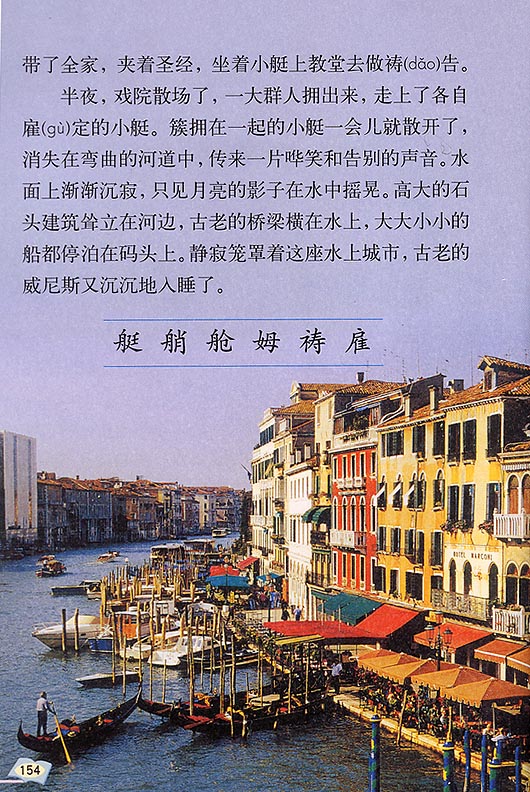 带了全家，夹着圣经，坐着小艇上教堂去做祷(dǎo)告。
半夜，戏院散场了，一大群人拥出来，走上了各自
雇(gù)定的小艇。簇拥在一起的小艇一会儿就散开了，
消失在弯曲的河道中，传来一片哗笑和告别的声音。水
面上渐渐沉寂，只见月亮的影子在水中摇晃。高大的石
头建筑耸立在河边，古老的桥梁横在水上，大大小小的
船都停泊在码头上。静寂笼罩着这座水上城市，古老的
威尼斯又沉沉地入睡了。
艇 艄 舱 姆 祷 雇
HOTEL MARCONI
154